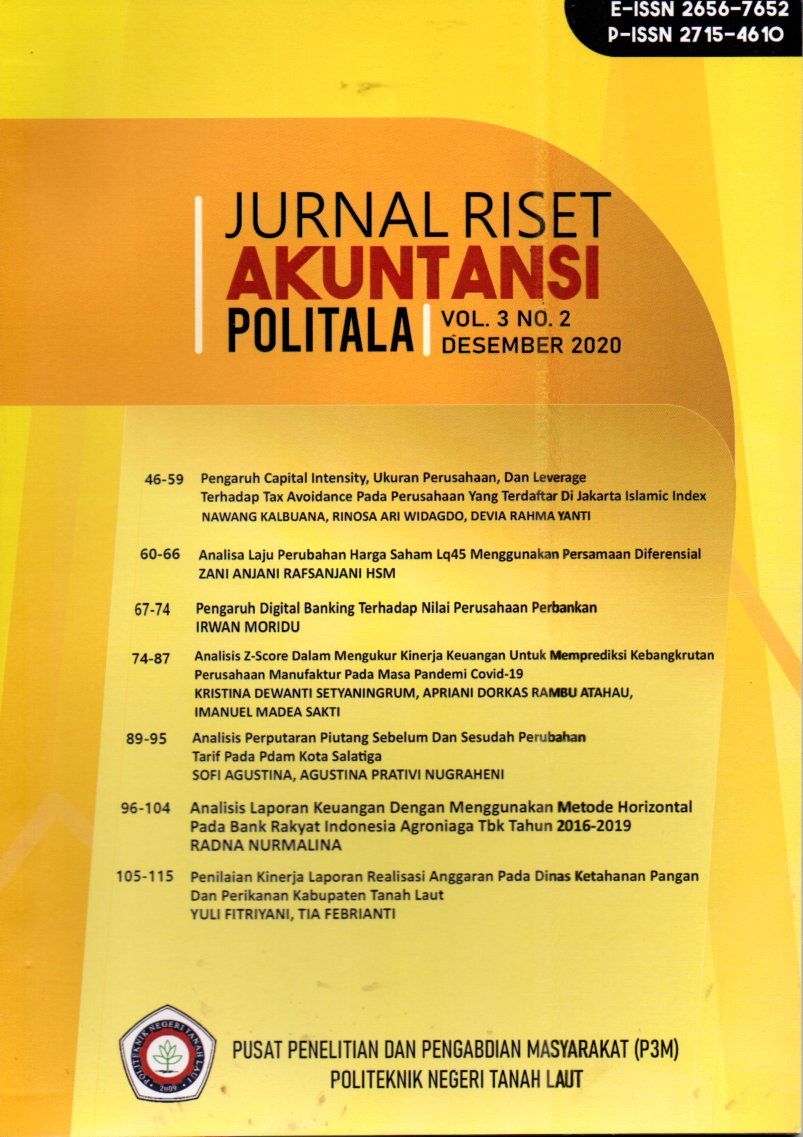 E-ISSN 2656-7652
P-ISSN 2715-4610
JURNAL RISET
AKUNTANSI
POLITALA
VOL. 3 NO. 2
DESEMBER 2020
46-59 Pengaruh Capital Intensity, Ukuran Perusahaan, Dan Leverage
Terhadap Tax Avoidance Pada Perusahaan Yang Terdaftar Di Jakarta Islamic Index
NAWANG KALBUANA, RINOSA ARI WIDAGDO, DEVIA RAHMA YANTI
60-66 Analisa Laju Perubahan Harga Saham Lq45 Menggunakan Persamaan Diferensial
ZANI ANJANI RAFSANJANI HSM
67-74 Pengaruh Digital Banking Terhadap Nilai Perusahaan Perbankan
IRWAN MORIDU
74-87 Analisis Z-Score Dalam Mengukur Kinerja Keuangan Untuk Memprediksi Kebangkrutan
Perusahaan Manufaktur Pada Masa Pandemi Covid-19
KRISTINA DEWANTI SETYANINGRUM, APRIANI DORKAS RAMBU ATAHAU,
IMANUEL MADEA SAKTI
89-95 Analisis Perputaran Piutang Sebelum Dan Sesudah Perubahan
Tarif Pada Pdam Kota Salatiga
SOFI AGUSTINA, AGUSTINA PRATIVI NUGRAHENI
96-104 Analisis Laporan Keuangan Dengan Menggunakan Metode Horizontal
Pada Bank Rakyat Indonesia Agroniaga Tbk Tahun 2016-2019
RADNA NURMALINA
105-115 Penilaian Kinerja Laporan Realisasi Anggaran Pada Dinas Ketahanan Pangan
Dan Perikanan Kabupaten Tanah Laut
YULI FITRIYANI, TIA FEBRIANTI
POLITEKNIK NEGERI TANAH LAUT
2009
PUSAT PENELITIAN DAN PENGABDIAN MASYARAKAT (P3M)
POLITEKNIK NEGERI TANAH LAUT